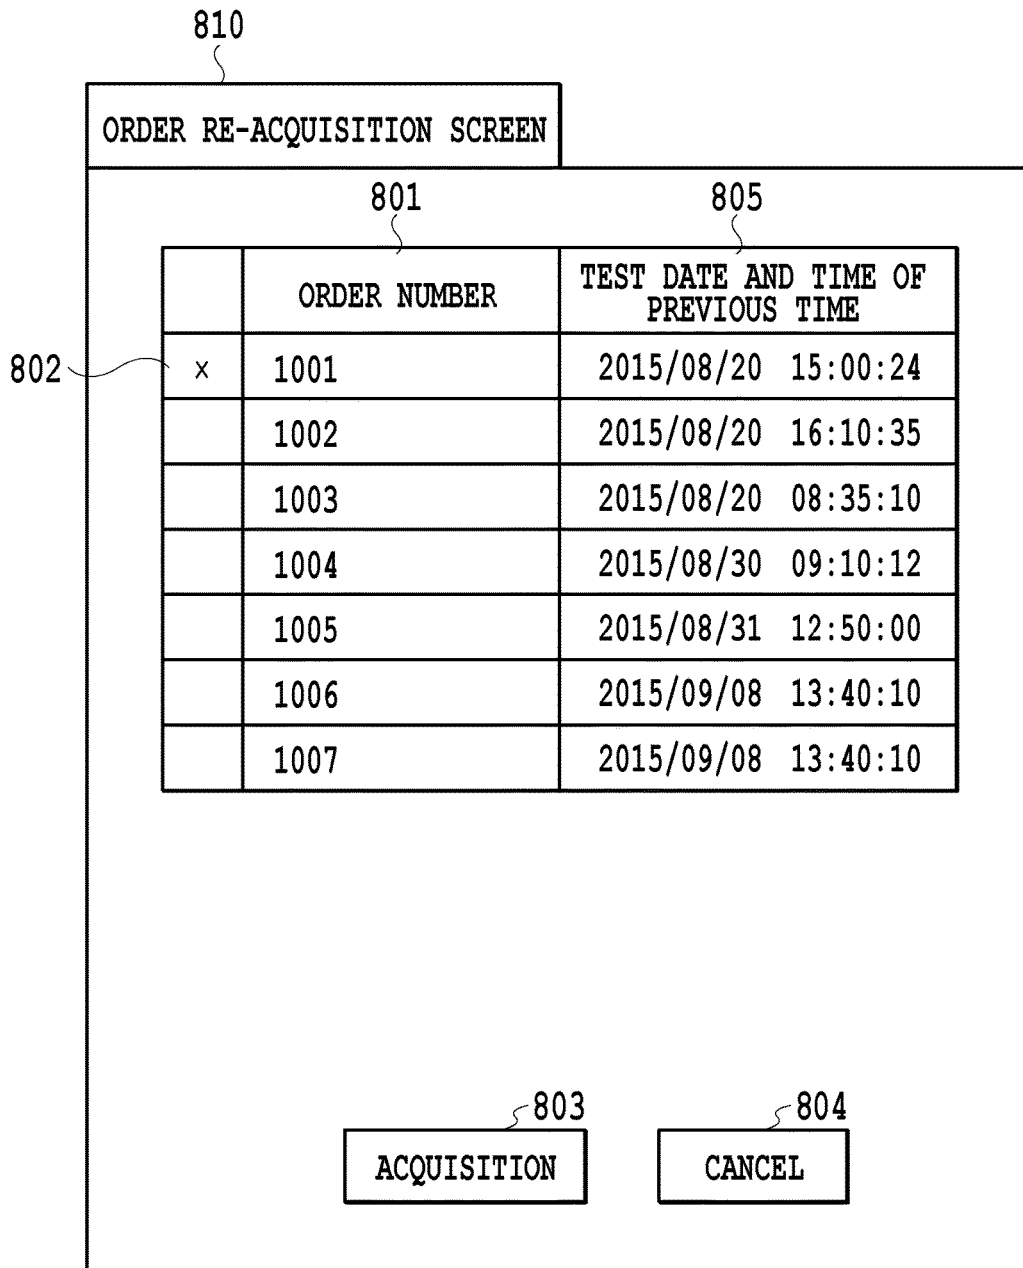 810
ORDER RE-ACQUISITION SCREEN
801 805
ORDER NUMBER
TEST DATE AND TIME OF
PREVIOUS TIME
802 x 1001 2015/08/20 15:00:24
1002 2015/08/20 16:10:35
1003 2015/08/20 08:35:10
1004 2015/08/30 09:10:12
1005 2015/08/31 12:50:00
1006 2015/09/08 13:40:10
1007 2015/09/08 13:40:10
803 804
ACQUISITION CANCEL